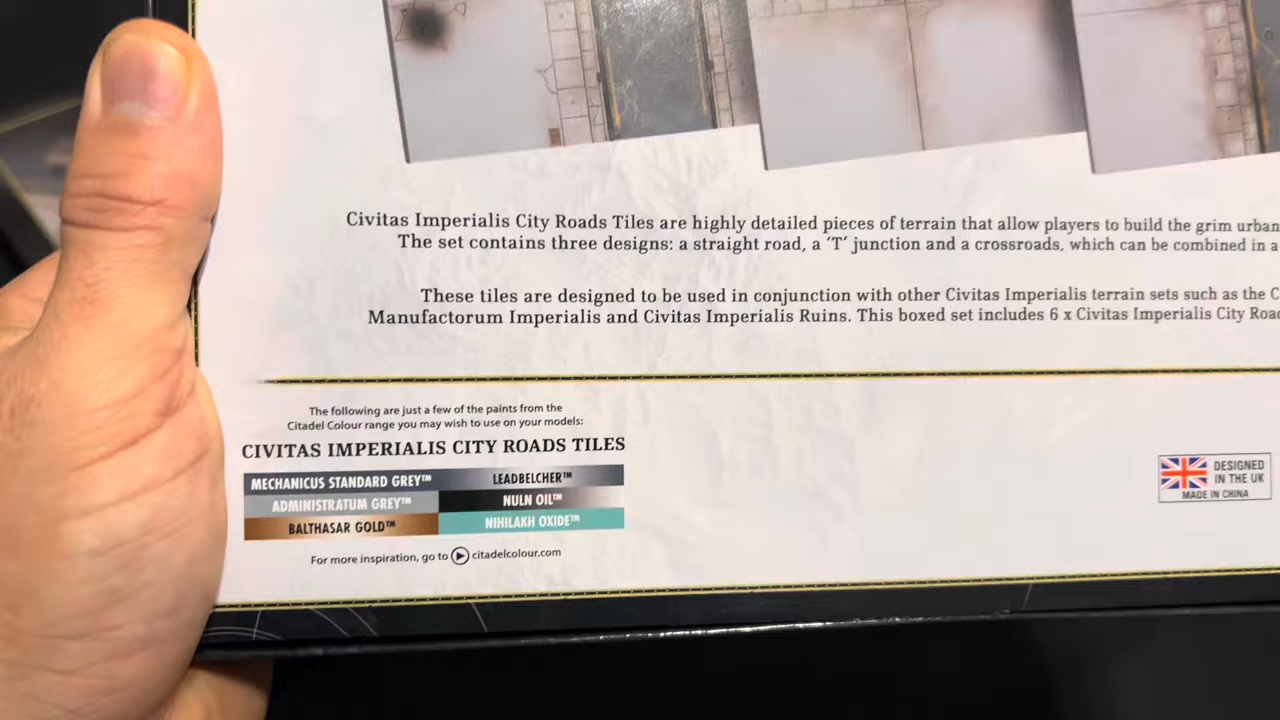 Civitas Imperialis City Roads Tiles are highly detailed pieces of terrain that allow players to build the grim urban
The set contains three designs: a straight road, a ‘T’ junction and a crossroads, which can be combined in a
These tiles are designed to be used in conjunction with other Civitas Imperialis terrain sets such as the
Manufactorum Imperialis and Civitas Imperialis Ruins. This boxed set includes 6 x Civitas Imperialis City
The following are just a few of the paints from the
Citadel Colour range you may wish to use on your models:
CIVITAS IMPERIALIS CITY ROADS TILES
MECHANICUS STANDARD GREY™ LEADBELCHER™
ADMINISTRATUM GREY™ NULN OIL™
BALTHASAR GOLD™ NIHILAKH OXIDE™
For more inspiration, go to citadelcolour.com
DESIGNED
IN THE UK
MADE IN CHINA